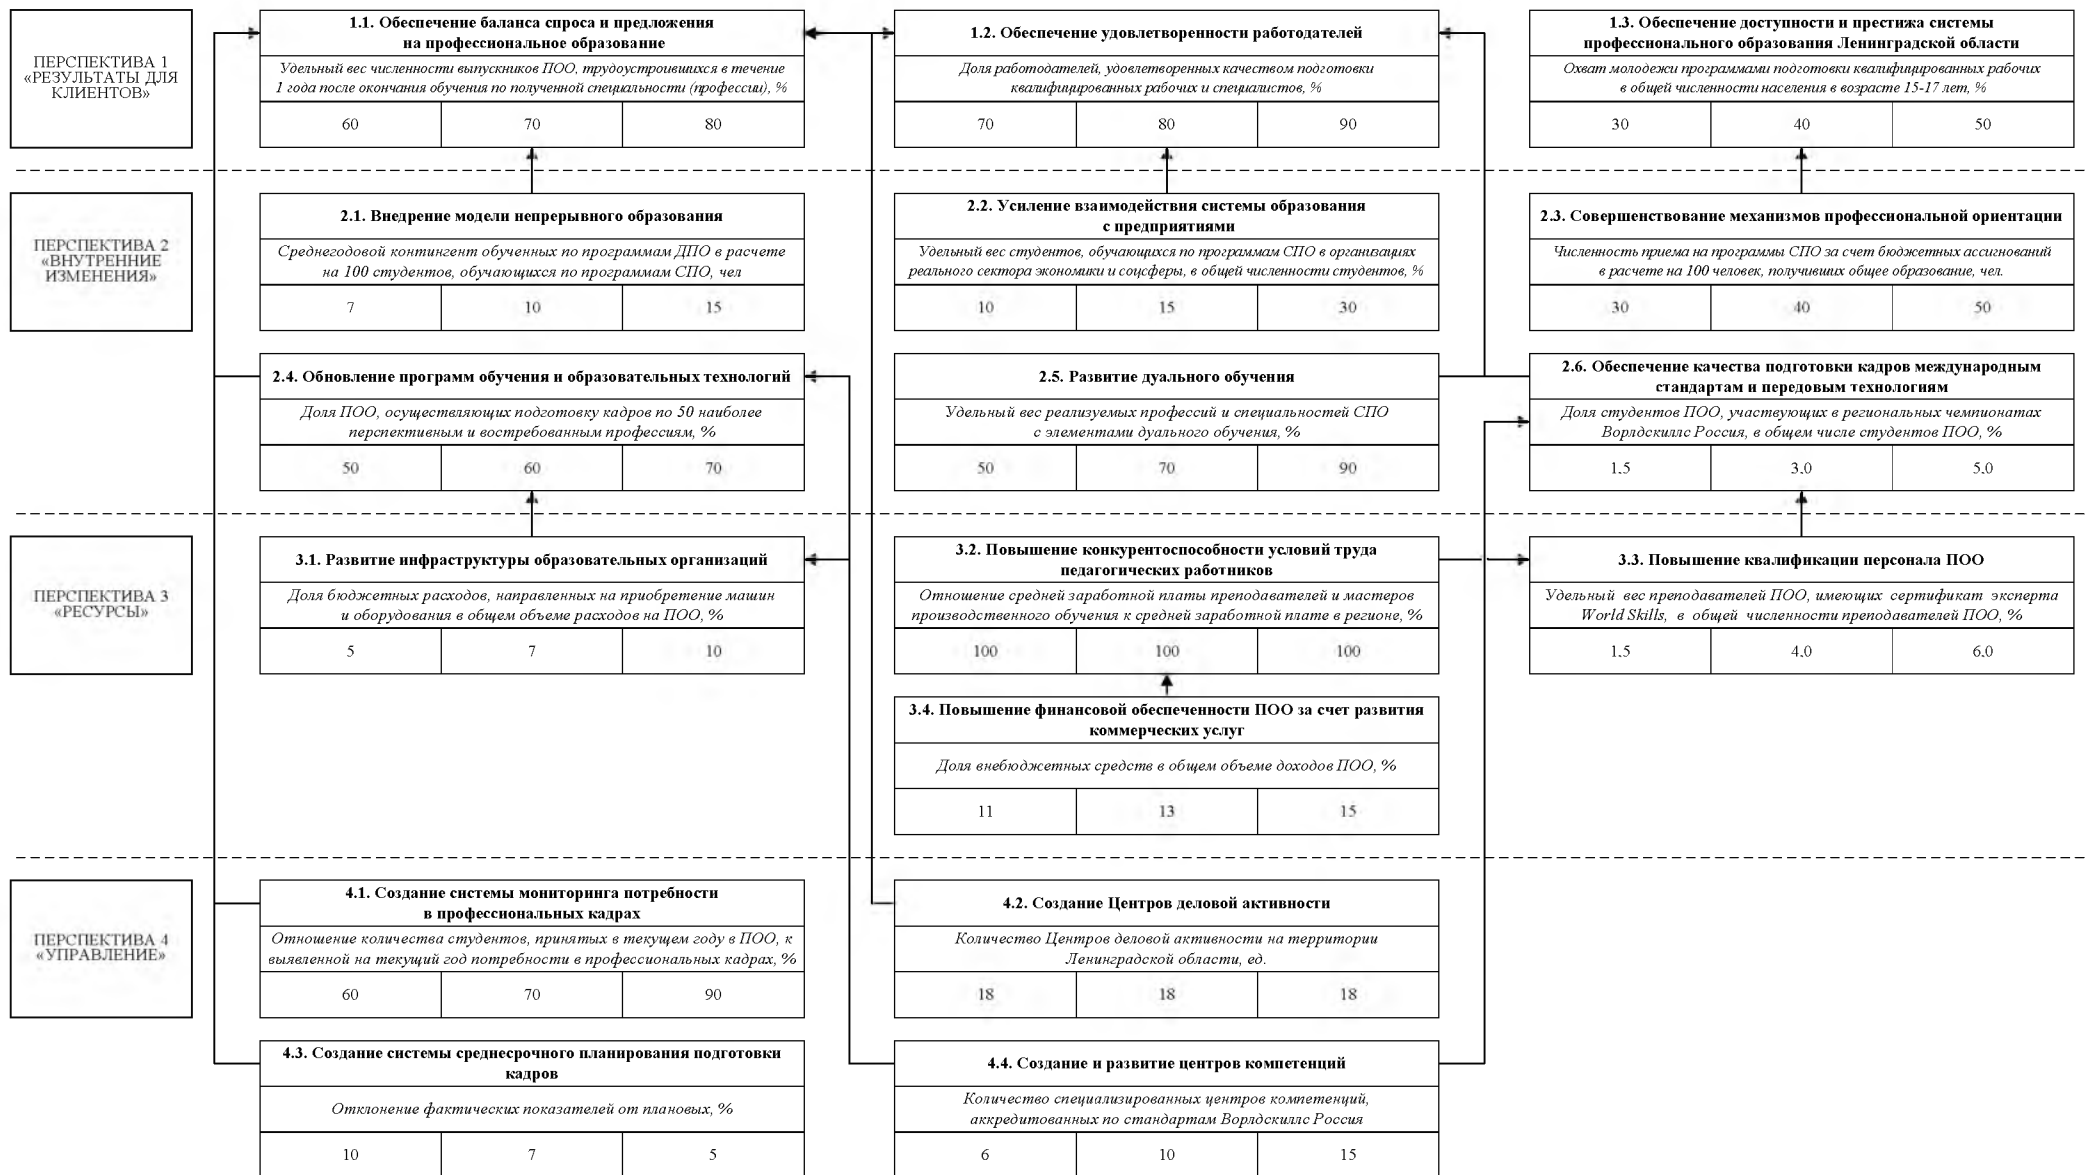 ПЕРСПЕКТИВА 1
«РЕЗУЛЬТАТЫ ДЛЯ
КЛИЕНТОВ»
1.1. Обеспечение баланса спроса и предложения
на профессиональное образование
Удельный вес численности выпускников ПОО, трудоустроившихся в течение
1 года после окончания обучения по полученной специальности (профессии), %
60 70 80
1.2. Обеспечение удовлетворенности работодателей
Доля работодателей, удовлетворенных качеством подготовки
квалифицированных рабочих и специалистов, %
70 80 90
1.3. Обеспечение доступности и престижа системы
профессионального образования Ленинградской области
Охват молодежи программами подготовки квалифицированных рабочих
в общей численности населения в возрасте 15-17 лет, %
30 40 50
ПЕРСПЕКТИВА 2
«ВНУТРЕННИЕ
ИЗМЕНЕНИЯ»
2.1. Внедрение модели непрерывного образования
Среднегодовой контингент обученных по программам ДПО в расчете
на 100 студентов, обучающихся по программам СПО, чел
7 10 15
2.2. Усиление взаимодействия системы образования
с предприятиями
Удельный вес студентов, обучающихся по программам СПО в организациях
реального сектора экономики и соцсферы, в общей численности студентов, %
10 15 30
2.3. Совершенствование механизмов профессиональной ориентации
Численность приема на программы СПО за счет бюджетных ассигнований
в расчете на 100 человек, получивших общее образование, чел.
30 40 50
2.4. Обновление программ обучения и образовательных технологий
Доля ПОО, осуществляющих подготовку кадров по 50 наиболее
перспективным и востребованным профессиям, %
50 60 70
2.5. Развитие дуального обучения
Удельный вес реализуемых профессий и специальностей СПО
с элементами дуального обучения, %
50 70 90
2.6. Обеспечение качества подготовки кадров международным
стандартам и передовым технологиям
Доля студентов ПОО, участвующих в региональных чемпионатах
Ворлдскиллс Россия, в общем числе студентов ПОО, %
1.5 3.0 5.0
ПЕРСПЕКТИВА 3
«РЕСУРСЫ»
3.1. Развитие инфраструктуры образовательных организаций
Доля бюджетных расходов, направленных на приобретение машин
и оборудования в общем объеме расходов на ПОО, %
5 7 10
3.2. Повышение конкурентоспособности условий труда
педагогических работников
Отношение средней заработной платы преподавателей и мастеров
производственного обучения к средней заработной плате в регионе, %
100 100 100
3.3. Повышение квалификации персонала ПОО
Удельный вес преподавателей ПОО, имеющих сертификат эксперта
World Skills, в общей численности преподавателей ПОО, %
1.5 4.0 6.0
3.4. Повышение финансовой обеспеченности ПОО за счет развития
коммерческих услуг
Доля внебюджетных средств в общем объеме доходов ПОО, %
11 13 15
ПЕРСПЕКТИВА 4
«УПРАВЛЕНИЕ»
4.1. Создание системы мониторинга потребности
в профессиональных кадрах
Отношение количества студентов, принятых в текущем году в ПОО, к
выявленной на текущий год потребности в профессиональных кадрах, %
60 70 90
4.2. Создание Центров деловой активности
Количество Центров деловой активности на территории
Ленинградской области, ед.
18 18 18
4.3. Создание системы среднесрочного планирования подготовки
кадров
Отклонение фактических показателей от плановых, %
10 7 5
4.4. Создание и развитие центров компетенций
Количество специализированных центров компетенций,
аккредитованных по стандартам Ворлдскиллс Россия
6 10 15